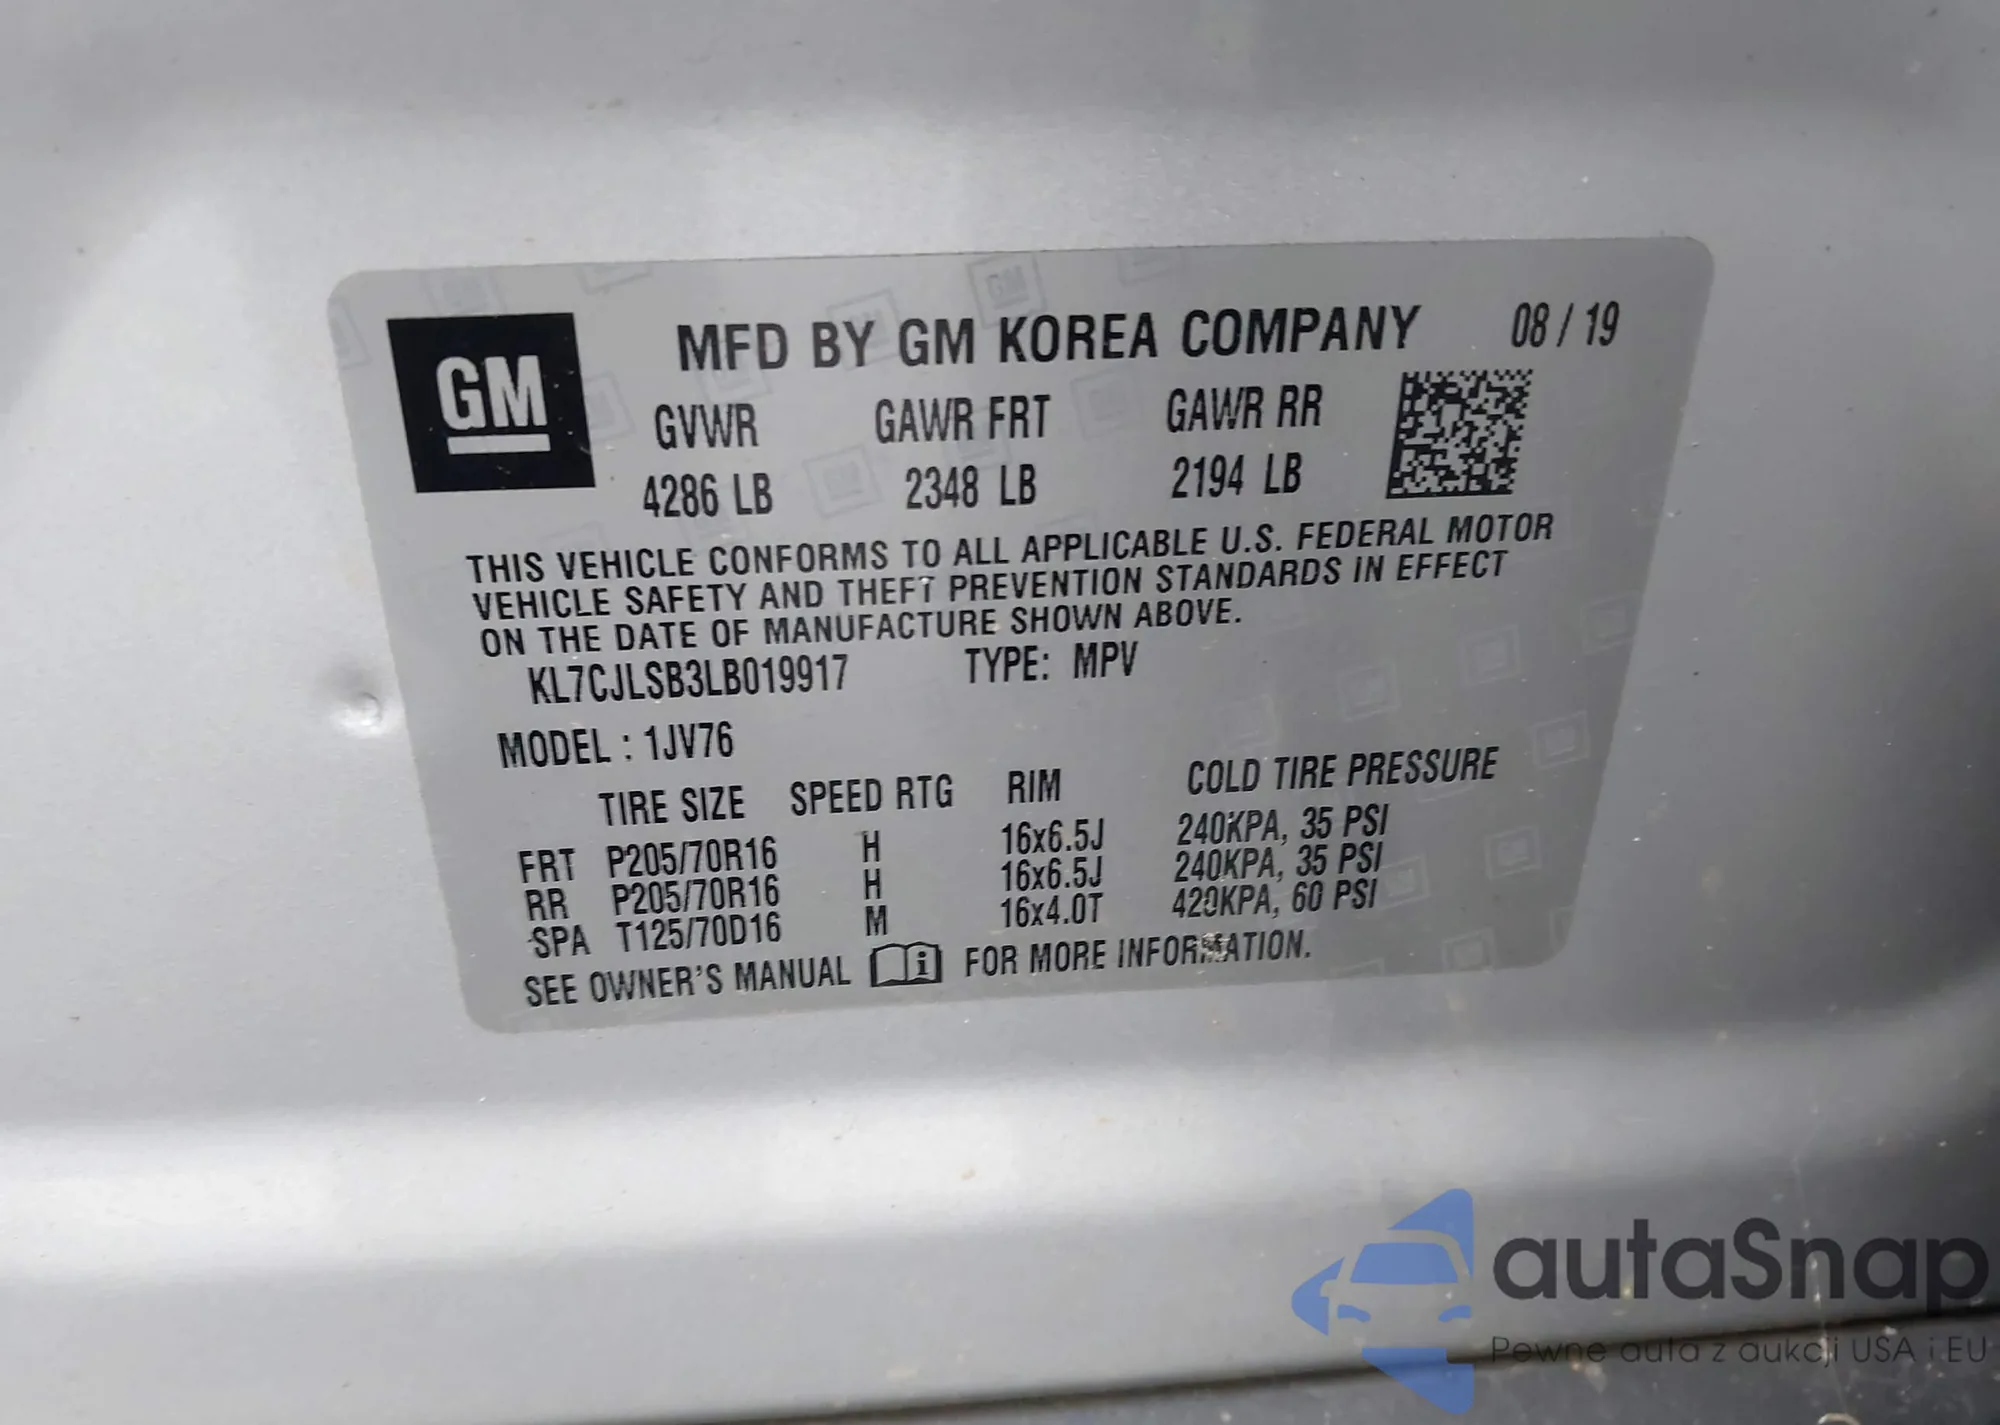 GM
MFD BY GM KOREA COMPANY 08 / 19
GVWR GAWR FRT GAWR RR
4286 LB 2348 LB 2194 LB
THIS VEHICLE CONFORMS TO ALL APPLICABLE U.S. FEDERAL MOTOR
VEHICLE SAFETY AND THEFT PREVENTION STANDARDS IN EFFECT
ON THE DATE OF MANUFACTURE SHOWN ABOVE.
KL7CJLSB3LB019917 TYPE: MPV
MODEL : 1JV76
TIRE SIZE SPEED RTG RIM COLD TIRE PRESSURE
FRT P205/70R16 H 16x6.5J 240KPA, 35 PSI
RR P205/70R16 H 16x6.5J 240KPA, 35 PSI
SPA T125/70D16 M 16x4.0T 420KPA, 60 PSI
SEE OWNER'S MANUAL i FOR MORE INFORMATION.
autaSnap
Pewne auta z aukcji USA i EU